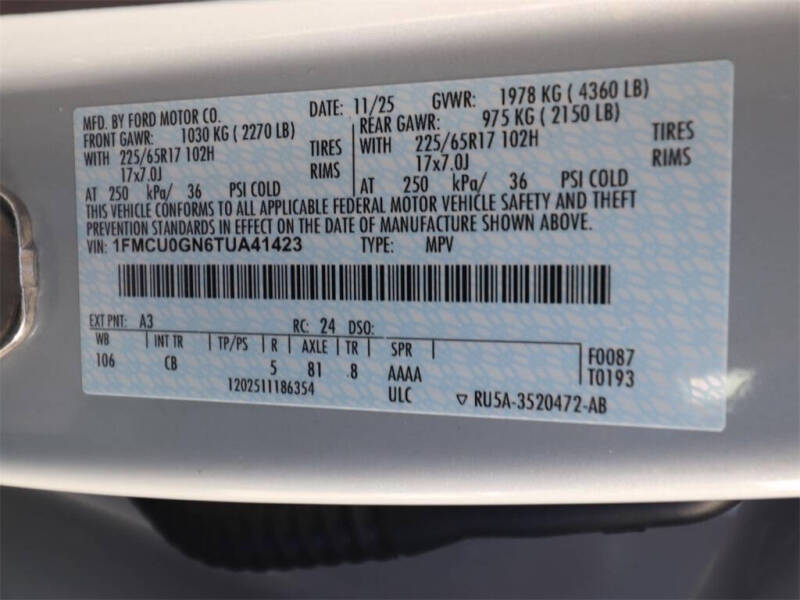 MFD. BY FORD MOTOR CO. DATE: 11/25 GVWR: 1978 KG ( 4360 LB)
FRONT GAWR: 1030 KG ( 2270 LB) REAR GAWR: 975 KG ( 2150 LB)
WITH 225/65R17 102H TIRES WITH 225/65R17 102H TIRES
17x7.0J RIMS 17x7.0J RIMS
AT 250 kPa/ 36 PSI COLD AT 250 kPa/ 36 PSI COLD
THIS VEHICLE CONFORMS TO ALL APPLICABLE FEDERAL MOTOR VEHICLE SAFETY AND THEFT
PREVENTION STANDARDS IN EFFECT ON THE DATE OF MANUFACTURE SHOWN ABOVE.
VIN: 1FMCU0GN6TUA41423 TYPE: MPV
EXT PNT: A3 RC: 24 DSO:
WB INT TR TP/PS R AXLE TR SPR F0087
106 CB 5 81 8 AAAA T0193
1202511186354 ULC ▽ RU5A-3520472-AB